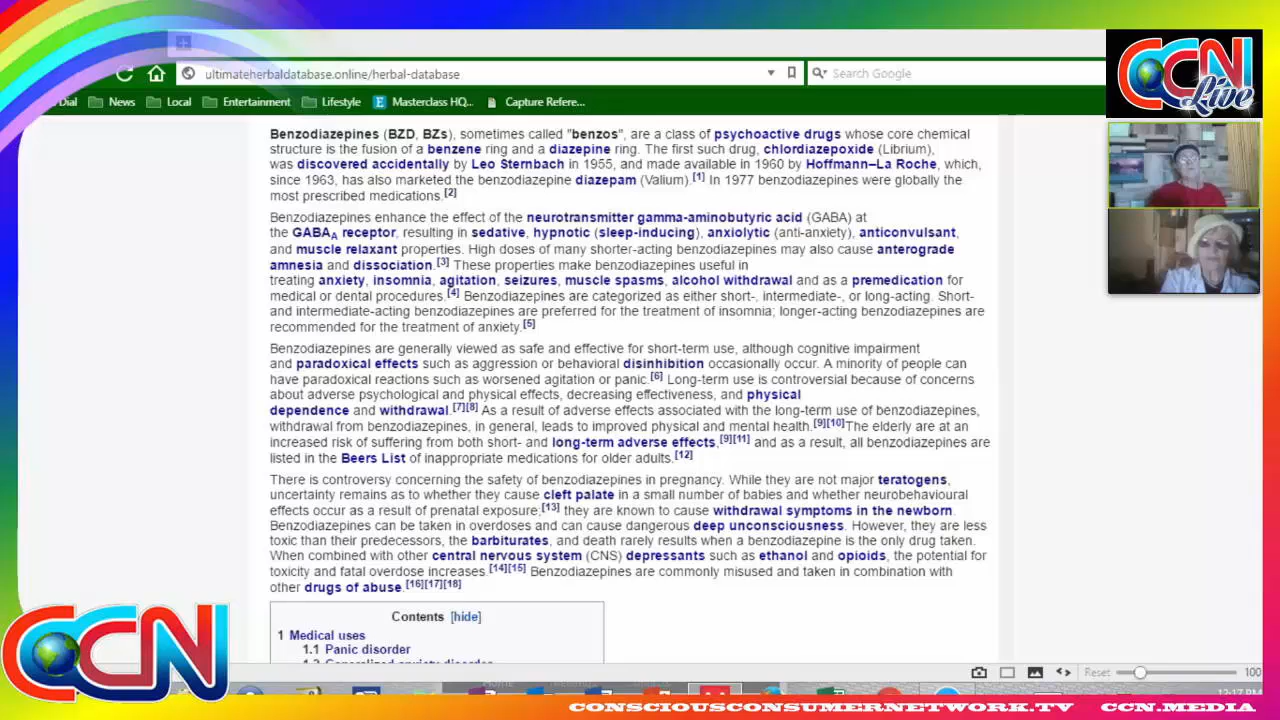 CCN
Live
ultimateherbaldatabase.online/herbal-database
Search Google
Dial News Local Entertainment Lifestyle Masterclass HQ... Capture Refere...
Benzodiazepines (BZD, BZs), sometimes called "benzos", are a class of psychoactive drugs whose core chemical
structure is the fusion of a benzene ring and a diazepine ring. The first such drug, chlordiazepoxide (Librium),
was discovered accidentally by Leo Sternbach in 1955, and made available in 1960 by Hoffmann–La Roche, which,
since 1963, has also marketed the benzodiazepine diazepam (Valium).[1] In 1977 benzodiazepines were globally the
most prescribed medications.[2]
Benzodiazepines enhance the effect of the neurotransmitter gamma-aminobutyric acid (GABA) at
the GABAA receptor, resulting in sedative, hypnotic (sleep-inducing), anxiolytic (anti-anxiety), anticonvulsant,
and muscle relaxant properties. High doses of many shorter-acting benzodiazepines may also cause anterograde
amnesia and dissociation.[3] These properties make benzodiazepines useful in
treating anxiety, insomnia, agitation, seizures, muscle spasms, alcohol withdrawal and as a premedication for
medical or dental procedures.[4] Benzodiazepines are categorized as either short-, intermediate-, or long-acting. Short-
and intermediate-acting benzodiazepines are preferred for the treatment of insomnia; longer-acting benzodiazepines are
recommended for the treatment of anxiety.[5]
Benzodiazepines are generally viewed as safe and effective for short-term use, although cognitive impairment
and paradoxical effects such as aggression or behavioral disinhibition occasionally occur. A minority of people can
have paradoxical reactions such as worsened agitation or panic.[6] Long-term use is controversial because of concerns
about adverse psychological and physical effects, decreasing effectiveness, and physical
dependence and withdrawal.[7][8] As a result of adverse effects associated with the long-term use of benzodiazepines,
withdrawal from benzodiazepines, in general, leads to improved physical and mental health.[9][10]The elderly are at an
increased risk of suffering from both short- and long-term adverse effects,[9][11] and as a result, all benzodiazepines are
listed in the Beers List of inappropriate medications for older adults.[12]
There is controversy concerning the safety of benzodiazepines in pregnancy. While they are not major teratogens,
uncertainty remains as to whether they cause cleft palate in a small number of babies and whether neurobehavioural
effects occur as a result of prenatal exposure;[13] they are known to cause withdrawal symptoms in the newborn.
Benzodiazepines can be taken in overdoses and can cause dangerous deep unconsciousness. However, they are less
toxic than their predecessors, the barbiturates, and death rarely results when a benzodiazepine is the only drug taken.
When combined with other central nervous system (CNS) depressants such as ethanol and opioids, the potential for
toxicity and fatal overdose increases.[14][15] Benzodiazepines are commonly misused and taken in combination with
other drugs of abuse.[16][17][18]
Contents [hide]
1 Medical uses
1.1 Panic disorder
1.2 Generalized anxiety disorder
Reset 100
12:17 PM
CCN
CONSCIOUSCONSUMERNETWORK.TV CCN.MEDIA